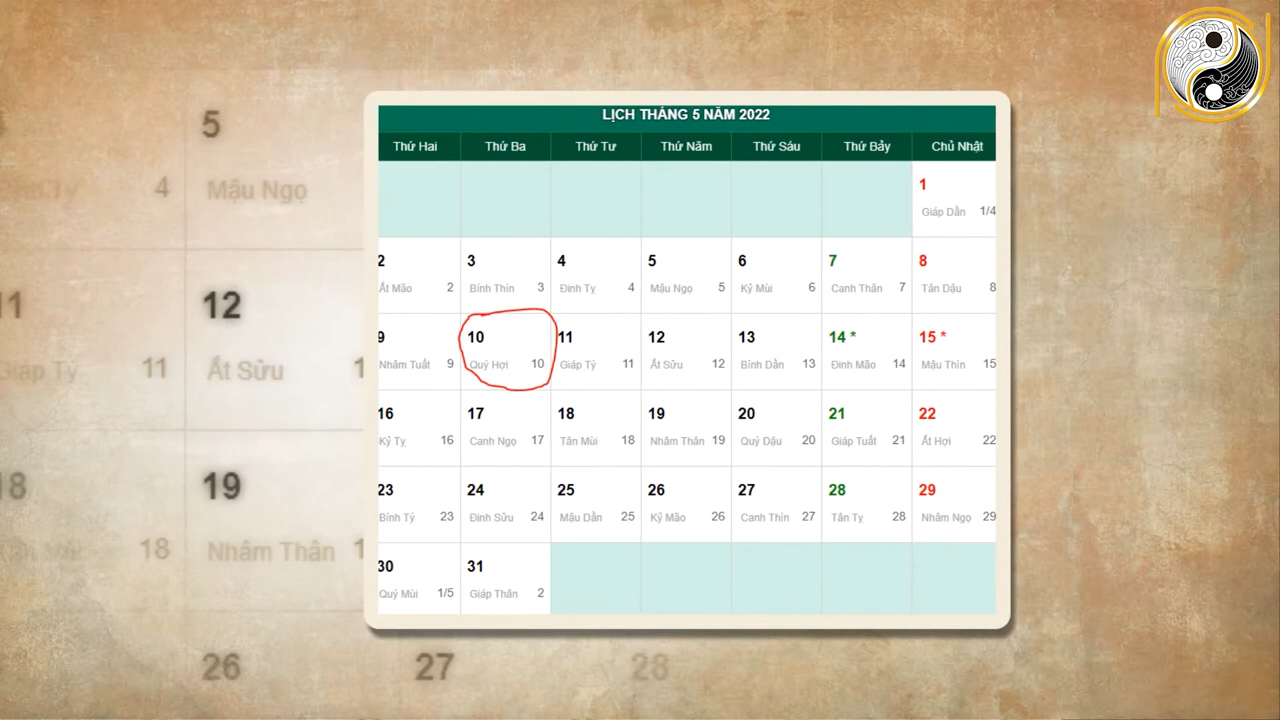 LỊCH THÁNG 5 NĂM 2022
Thứ Hai Thứ Ba Thứ Tư Thứ Năm Thứ Sáu Thứ Bảy Chủ Nhật
1
Giáp Dần 1/4
2 3 4 5 6 7 8
Ất Mão 2 Bính Thìn 3 Đinh Tỵ 4 Mậu Ngọ 5 Kỷ Mùi 6 Canh Thân 7 Tân Dậu 8
9 10 11 12 13 14 * 15 *
Nhâm Tuất 9 Quý Hợi 10 Giáp Tý 11 Ất Sửu 12 Bính Dần 13 Đinh Mão 14 Mậu Thìn 15
16 17 18 19 20 21 22
Kỷ Tỵ 16 Canh Ngọ 17 Tân Mùi 18 Nhâm Thân 19 Quý Dậu 20 Giáp Tuất 21 Ất Hợi 22
23 24 25 26 27 28 29
Bính Tý 23 Đinh Sửu 24 Mậu Dần 25 Kỷ Mão 26 Canh Thìn 27 Tân Tỵ 28 Nhâm Ngọ 29
30 31
Quý Mùi 1/5 Giáp Thân 2
5
4 Mậu Ngọ
11 12
Giáp Tý 11 Ất Sửu 1
18 19
18 Nhâm Thân 1
26 27 28